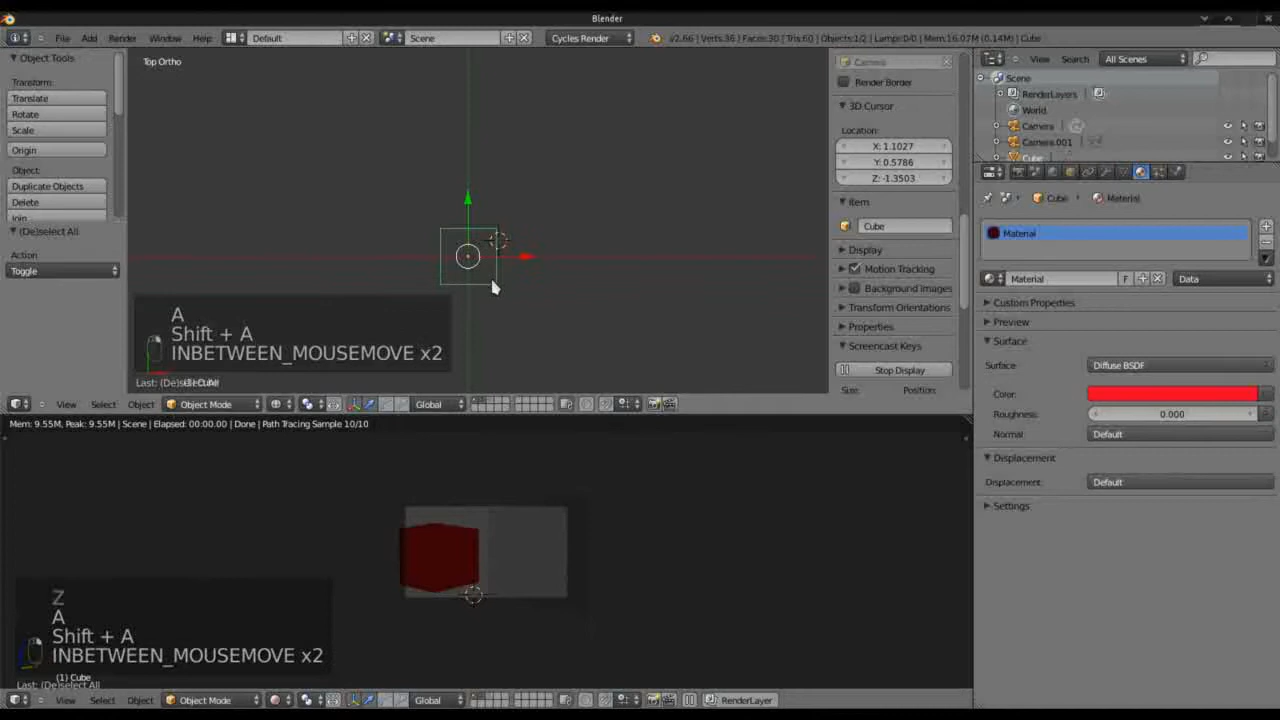 Blender
File Add Render Window Help Default Scene Cycles Render v2.66 | Verts:36 | Faces:30 | Tris:60 | Objects:1/2 | Lamps:0/0 | Mem:16.07M (0.14M) | Cube
Object Tools
Transform:
Translate
Rotate
Scale
Origin
Object:
Duplicate Objects
Delete
Join
(De)select All
Action
Toggle
Top Ortho
A
Shift + A
INBETWEEN_MOUSEMOVE x2
View Select Object Object Mode Global
Camera
Render Border
3D Cursor
Location:
X: 1.1027
Y: 0.5786
Z: -1.3503
Item
Cube
Display
Motion Tracking
Background Images
Transform Orientations
Properties
Screencast Keys
Stop Display
Size: Position:
Mem: 9.55M, Peak: 9.55M | Scene | Elapsed: 00:00.00 | Done | Path Tracing Sample 10/10
Z
A
Shift + A
INBETWEEN_MOUSEMOVE x2
(1) Cube
Last: (De)select All
View Select Object Object Mode Global RenderLayer
View Search All Scenes
Scene
RenderLayers
World
Camera
Camera.001
Cube
Cube Material
Material
Material F Data
Custom Properties
Preview
Surface
Surface: Diffuse BSDF
Color:
Roughness: 0.000
Normal: Default
Displacement
Displacement: Default
Settings